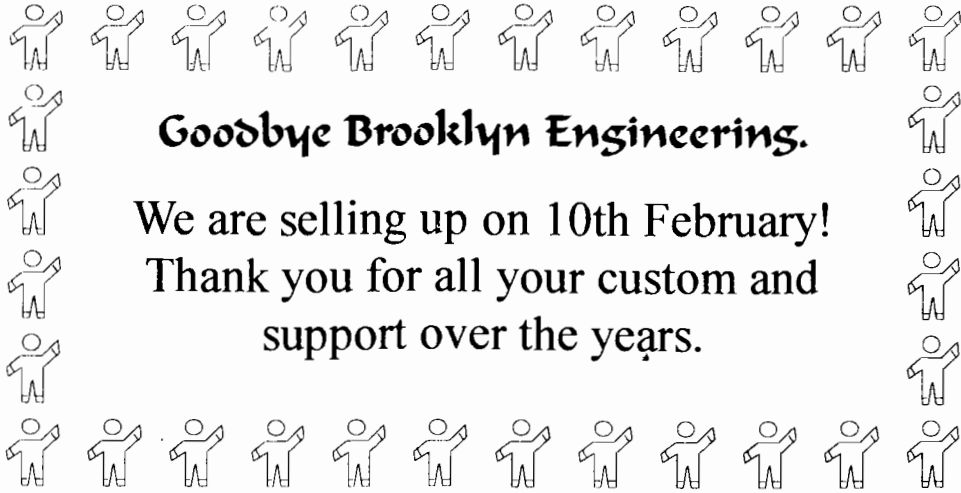 Goodbye Brooklyn Engineering.
We are selling up on 10th February!
Thank you for all your custom and
support over the years.